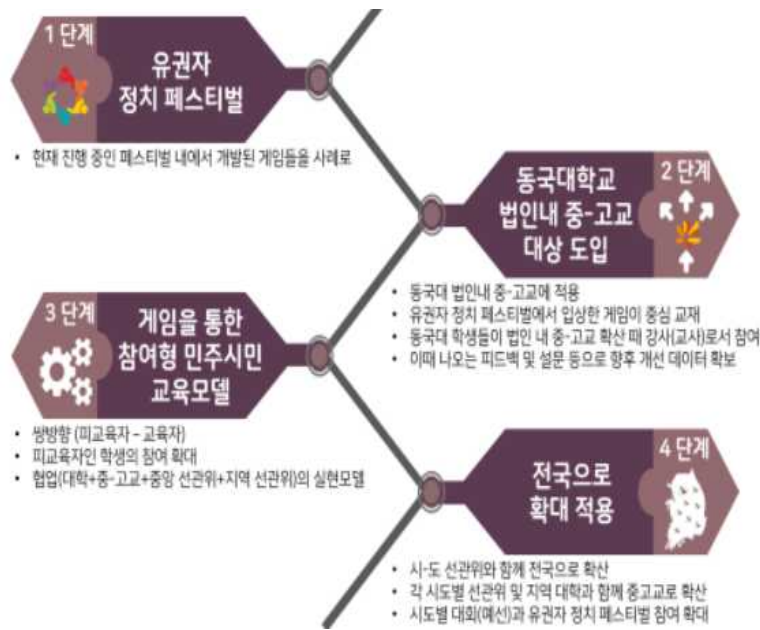 1 단계
유권자
정치 페스티벌
• 현재 진행 중인 페스티벌 내에서 개발된 게임들을 사례로
2 단계
동국대학교
법인내 중-고교
대상 도입
• 동국대 법인내 중-고교에 적용
• 유권자 정치 페스티벌에서 입상한 게임이 중심 교재
• 동국대 학생들이 법인 내 중-고교 확산 때 강사(교사)로서 참여
• 이때 나오는 피드백 및 설문 등으로 향후 개선 데이터 확보
3 단계
게임을 통한
참여형 민주시민
교육모델
• 쌍방향 (피교육자 – 교육자)
• 피교육자인 학생의 참여 확대
• 협업(대학+중-고교+중앙 선관위+지역 선관위)의 실현모델
4 단계
전국으로
확대 적용
• 시-도 선관위와 함께 전국으로 확산
• 각 시도별 선관위 및 지역 대학과 함께 중고교로 확산
• 시도별 대회(예선)과 유권자 정치 페스티벌 참여 확대